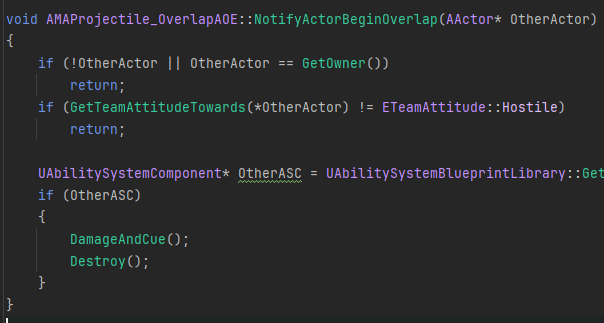 void AMAProjectile_OverlapAOE::NotifyActorBeginOverlap(AActor* OtherActor)
{
    if (!OtherActor || OtherActor == GetOwner())
        return;
    if (GetTeamAttitudeTowards(*OtherActor) != ETeamAttitude::Hostile)
        return;

    UAbilitySystemComponent* OtherASC = UAbilitySystemBlueprintLibrary::Get
    if (OtherASC)
    {
        DamageAndCue();
        Destroy();
    }
}